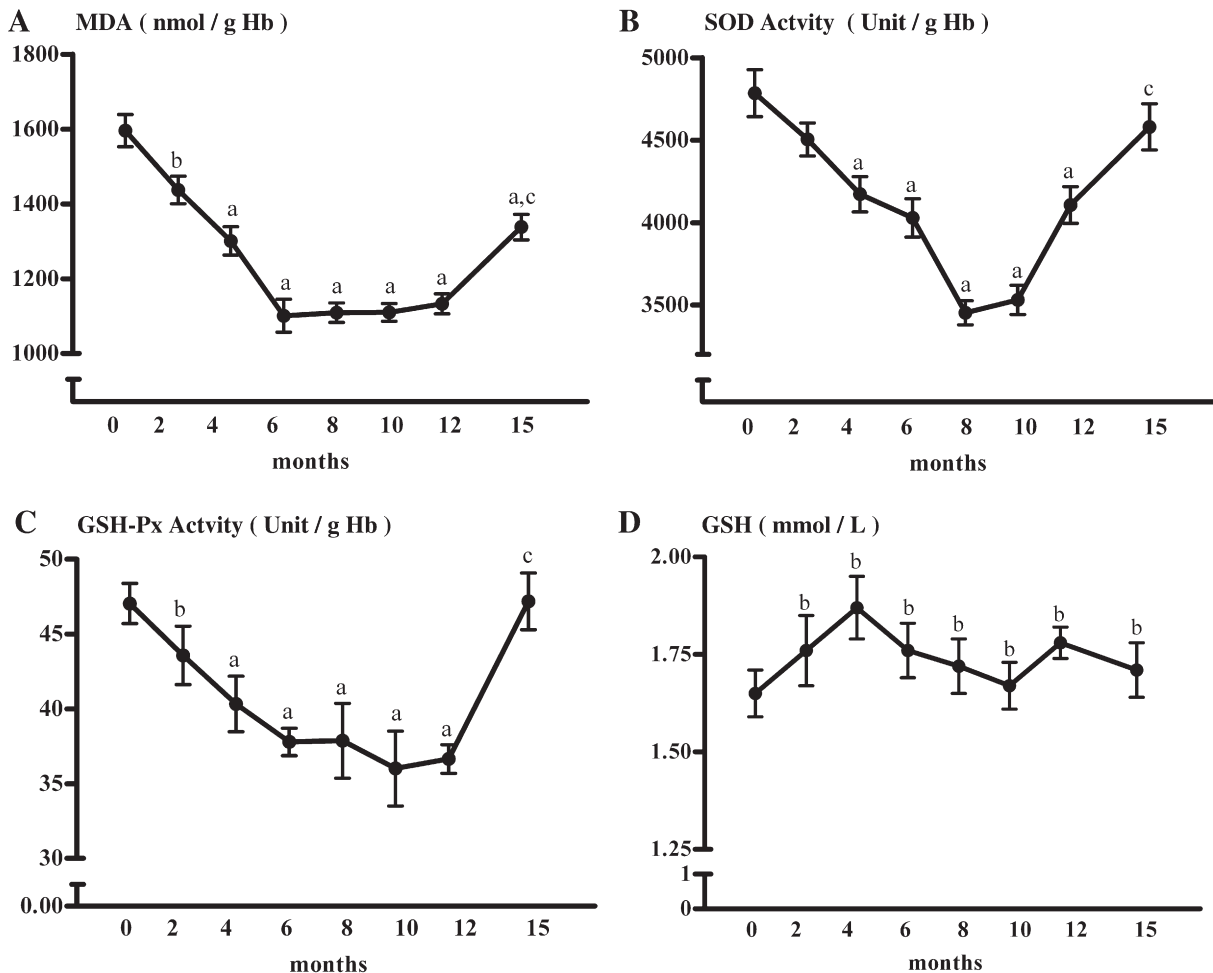 A MDA ( nmol / g Hb )
1800
1600
1400
1200
1000
b
a
a
a
a
a
a,c
0 2 4 6 8 10 12 15
months
B SOD Actvity ( Unit / g Hb )
5000
4500
4000
3500
a
a
a
a
a
c
0 2 4 6 8 10 12 15
months
C GSH-Px Actvity ( Unit / g Hb )
50
45
40
35
30
0.00
b
a
a
a
a
a
c
0 2 4 6 8 10 12 15
months
D GSH ( mmol / L )
2.00
1.75
1.50
1.25
1
0
b
b
b
b
b
b
b
0 2 4 6 8 10 12 15
months